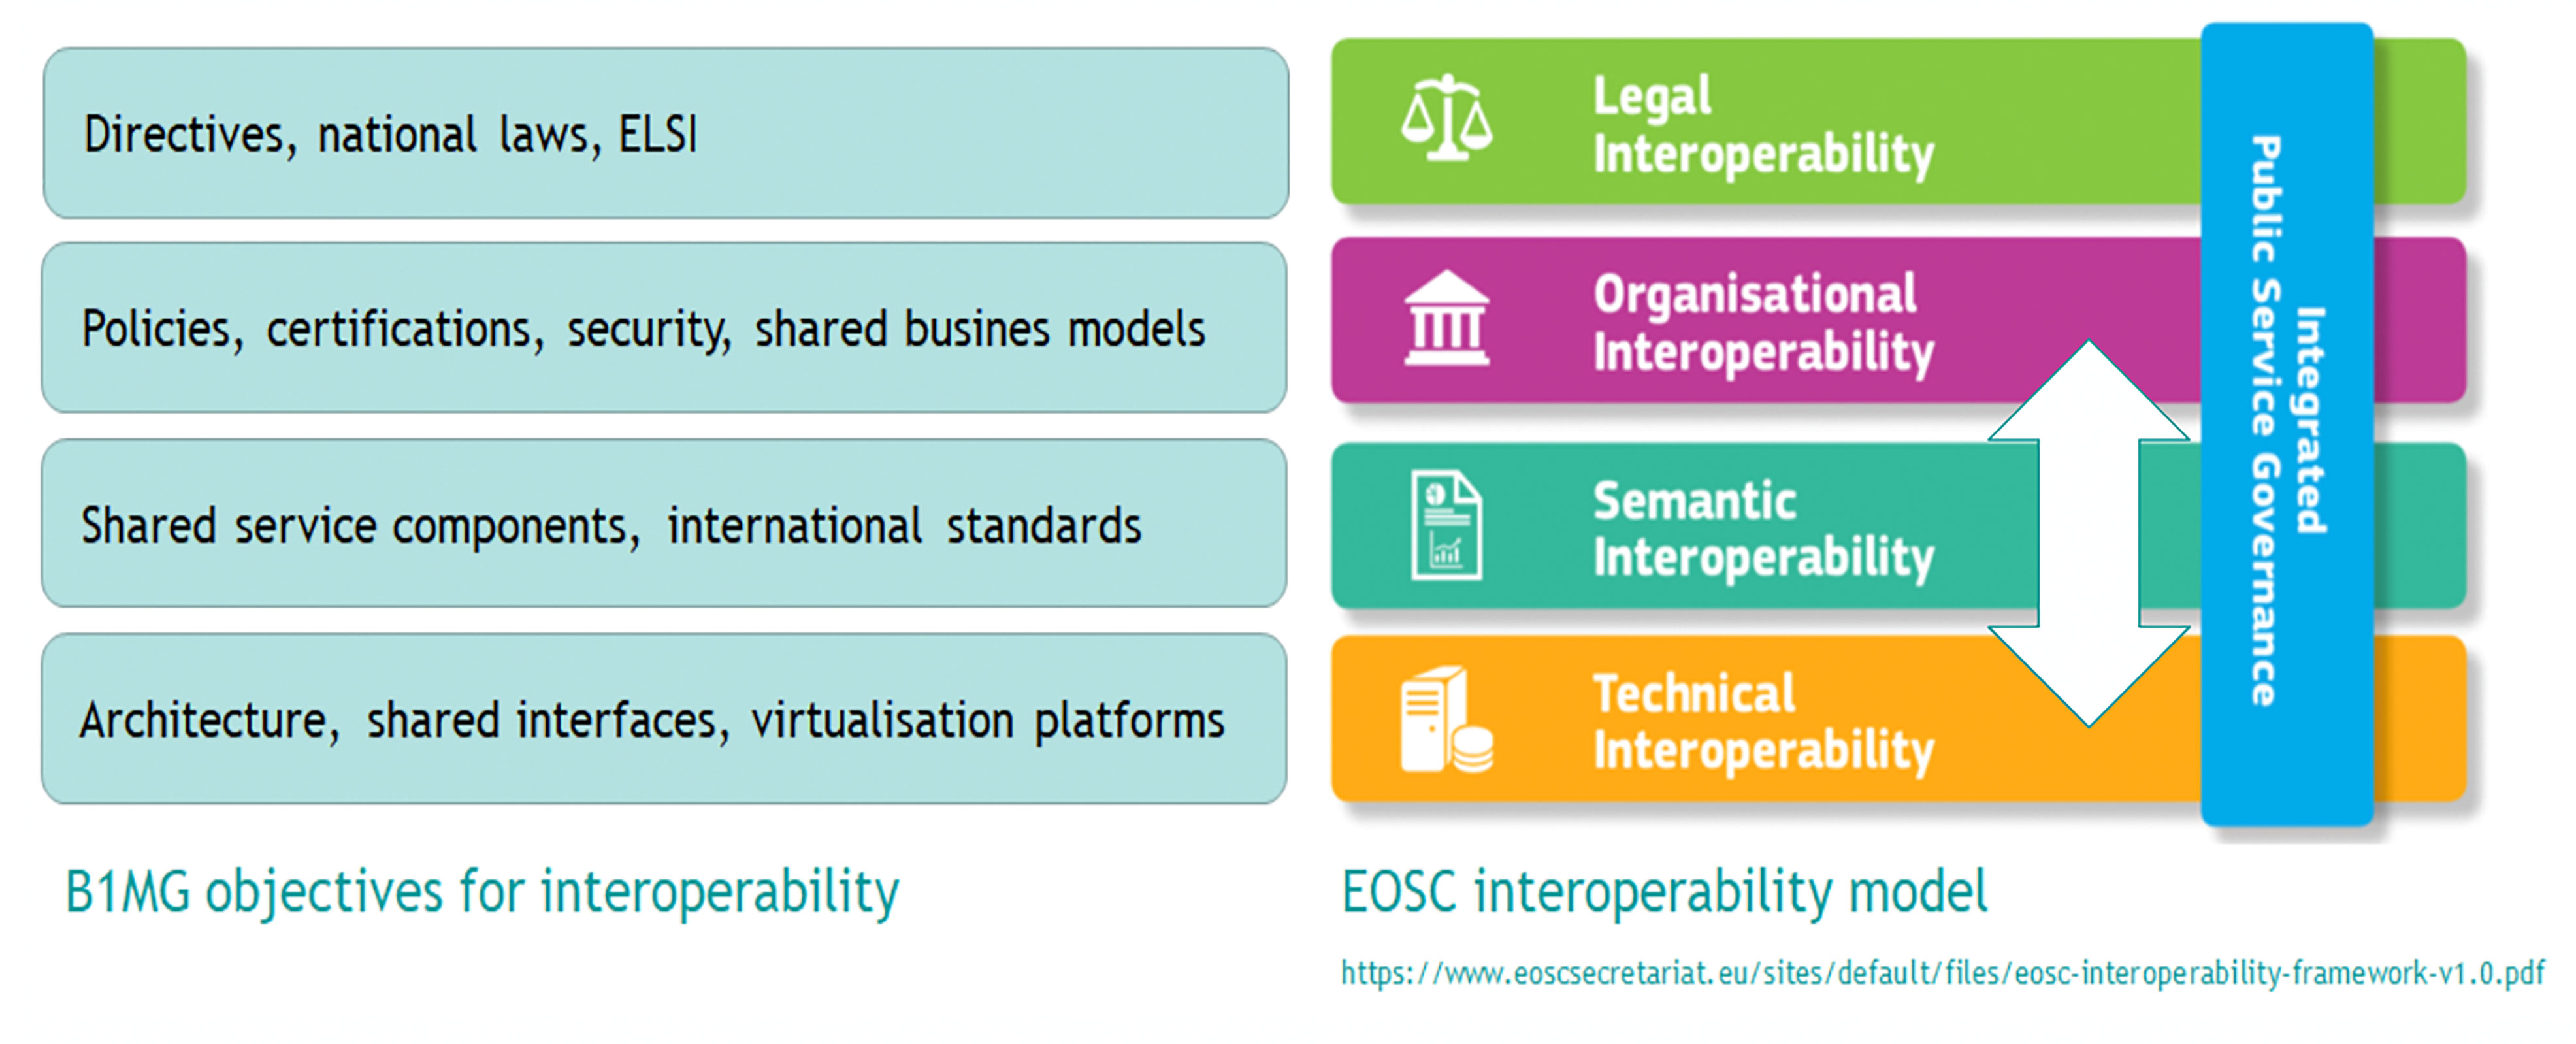 Directives, national laws, ELSI
Policies, certifications, security, shared busines models
Shared service components, international standards
Architecture, shared interfaces, virtualisation platforms
B1MG objectives for interoperability
Legal
Interoperability
Organisational
Interoperability
Semantic
Interoperability
Technical
Interoperability
Integrated
Public Service Governance
EOSC interoperability model
https://www.eoscsecretariat.eu/sites/default/files/eosc-interoperability-framework-v1.0.pdf